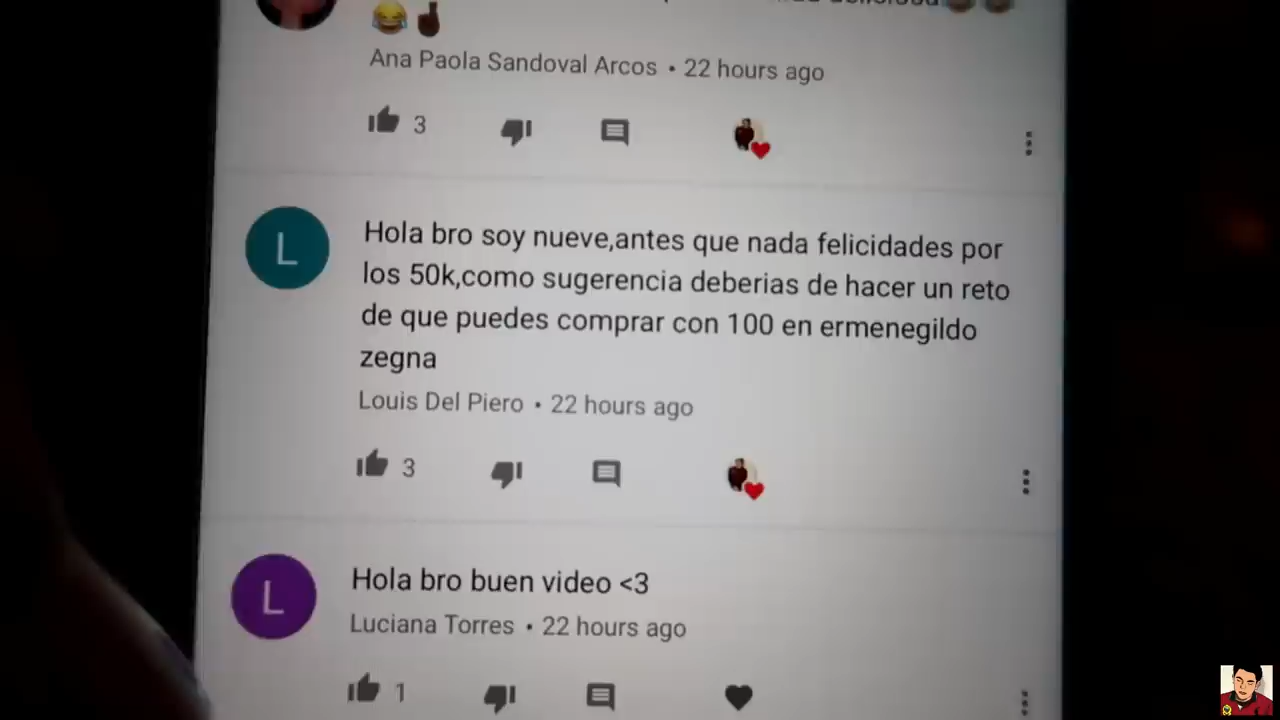 Ana Paola Sandoval Arcos • 22 hours ago
3
L
Hola bro soy nueve,antes que nada felicidades por
los 50k,como sugerencia deberias de hacer un reto
de que puedes comprar con 100 en ermenegildo
zegna
Louis Del Piero • 22 hours ago
3
L
Hola bro buen video <3
Luciana Torres • 22 hours ago
1